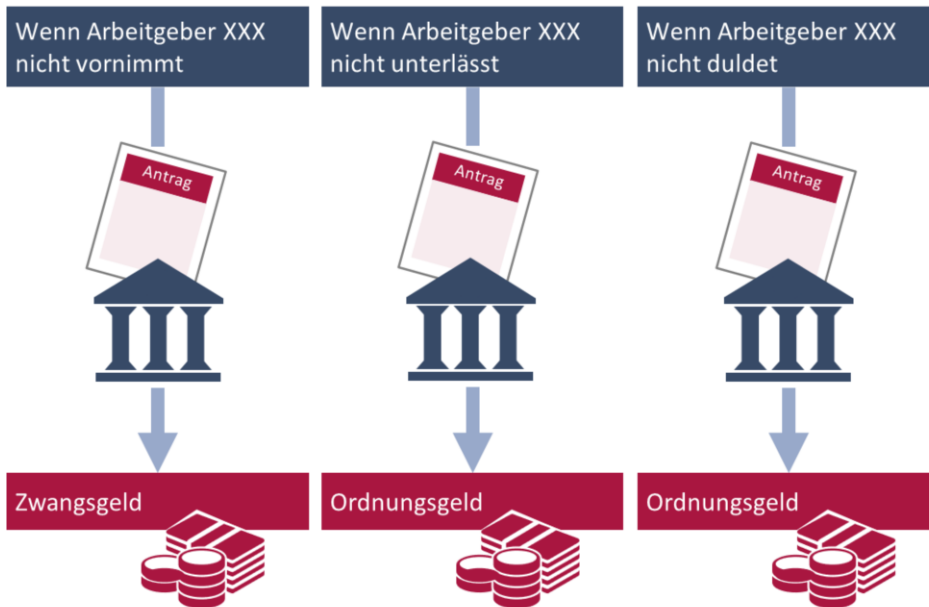 Wenn Arbeitgeber XXX
nicht vornimmt
Wenn Arbeitgeber XXX
nicht unterlässt
Wenn Arbeitgeber XXX
nicht duldet
Antrag
Antrag
Antrag
Zwangsgeld
Ordnungsgeld
Ordnungsgeld